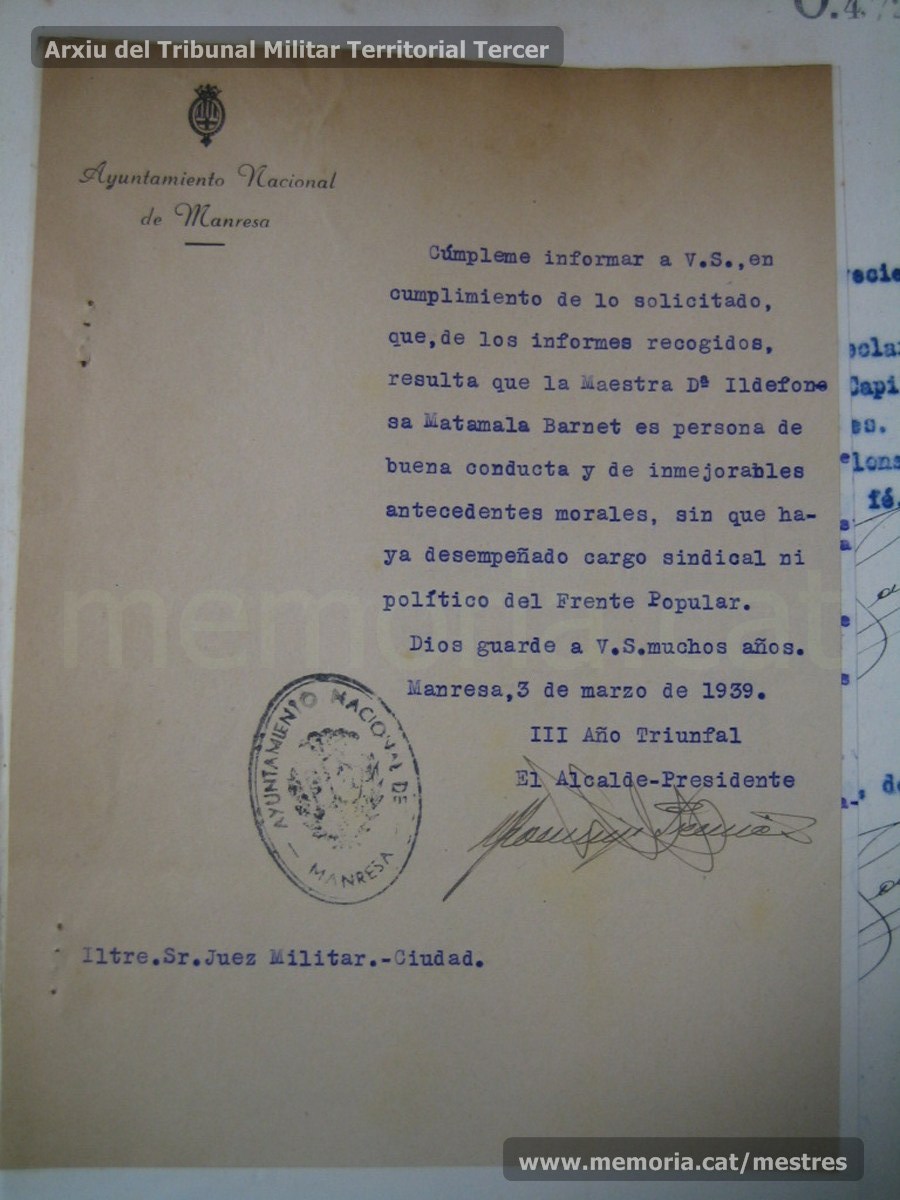 Arxiu del Tribunal Militar Territorial Tercer
Ayuntamiento Nacional
de Manresa
Cúmpleme informar a V.S.,en
cumplimiento de lo solicitado,
que,de los informes recogidos,
resulta que la Maestra Dª Ildefone
sa Matamala Barnet es persona de
buena conducta y de inmejorables
antecedentes morales, sin que ha-
ya desempeñado cargo sindical ni
político del Frente Popular.
memoria.cat
Dios guarde a V.S.muchos años.
Manresa,3 de marzo de 1939.
III Año Triunfal
El Alcalde-Presidente
AYUNTAMIENTO NACIONAL DE
MANRESA
Iltre.Sr.Juez Militar.-Ciudad.
www.memoria.cat/mestres